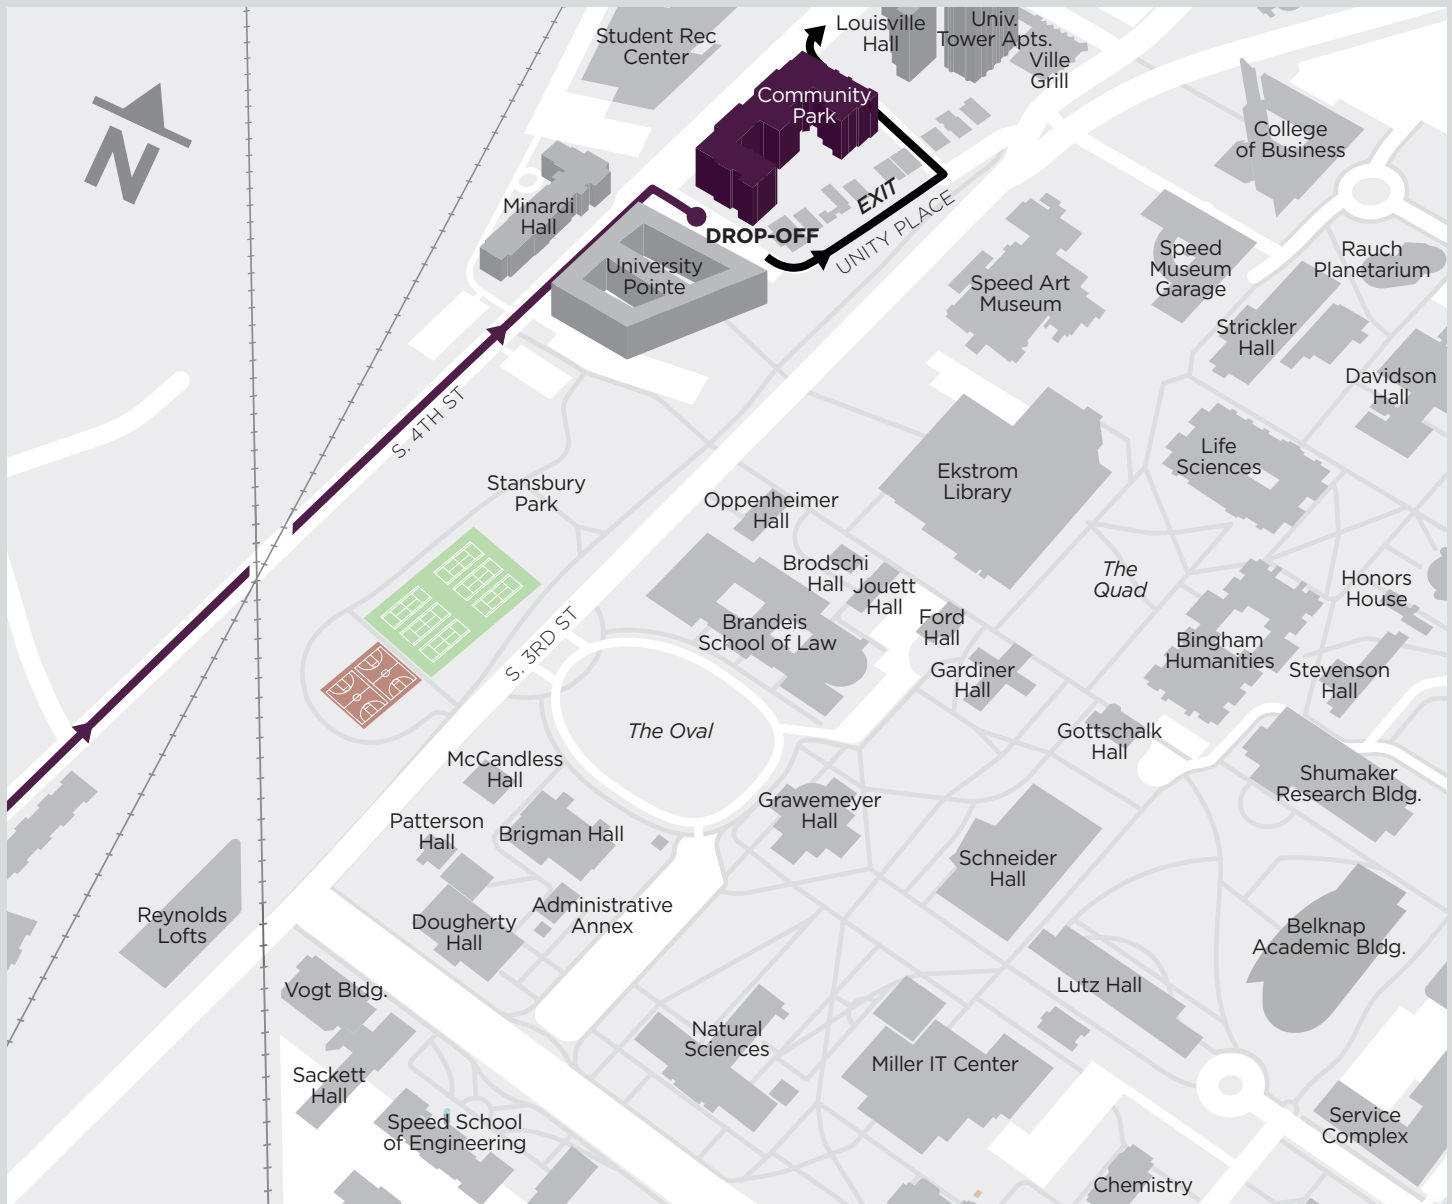 Student Rec
Center
Louisville
Hall
Univ.
Tower Apts.
Ville
Grill
Community
Park
College
of Business
N
Minardi
Hall
EXIT
DROP-OFF
UNITY PLACE
University
Pointe
Speed Art
Museum
Speed
Museum
Garage
Rauch
Planetarium
Strickler
Hall
Davidson
Hall
S. 4TH ST
Stansbury
Park
Oppenheimer
Hall
Ekstrom
Library
Life
Sciences
Brodschi
Hall
Jouett
Hall
The
Quad
Honors
House
Ford
Hall
Brandeis
School of Law
S. 3RD ST
Gardiner
Hall
Bingham
Humanities
Stevenson
Hall
The Oval
Gottschalk
Hall
McCandless
Hall
Shumaker
Research Bldg.
Patterson
Hall
Brigman Hall
Grawemeyer
Hall
Schneider
Hall
Reynolds
Lofts
Dougherty
Hall
Administrative
Annex
Belknap
Academic Bldg.
Vogt Bldg.
Lutz Hall
Natural
Sciences
Miller IT Center
Sackett
Hall
Speed School
of Engineering
Service
Complex
Chemistry